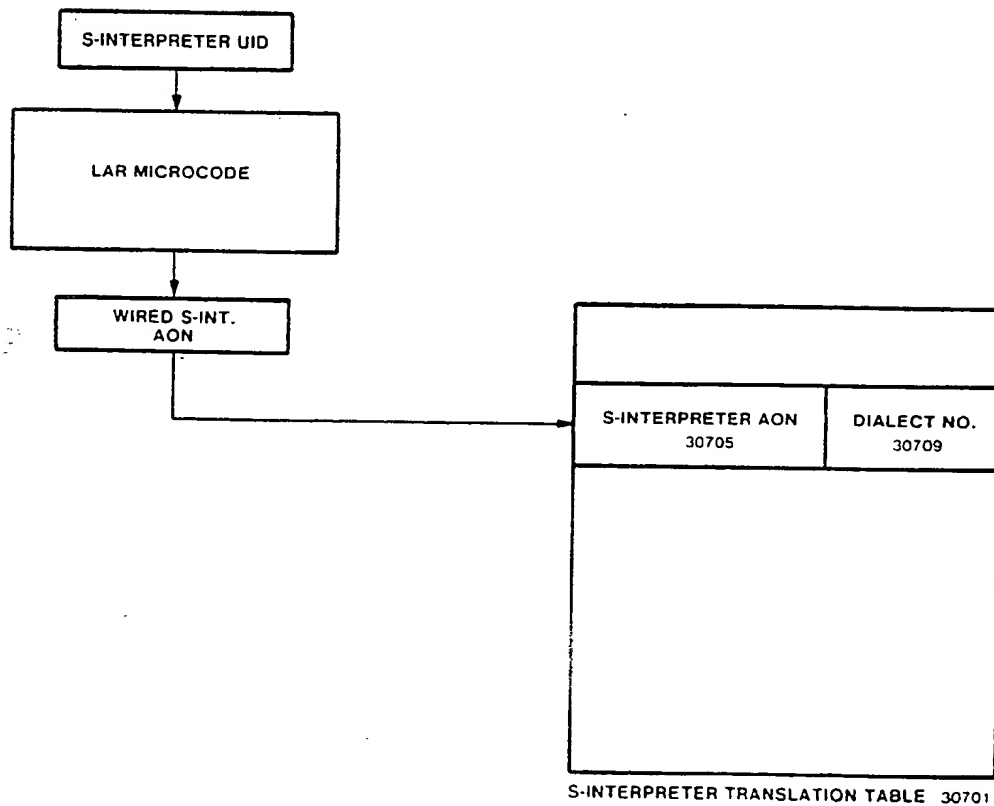 S-INTERPRETER UID
LAR MICROCODE
WIRED S-INT.
AON
S-INTERPRETER AON
30705
DIALECT NO.
30709
S-INTERPRETER TRANSLATION TABLE 30701